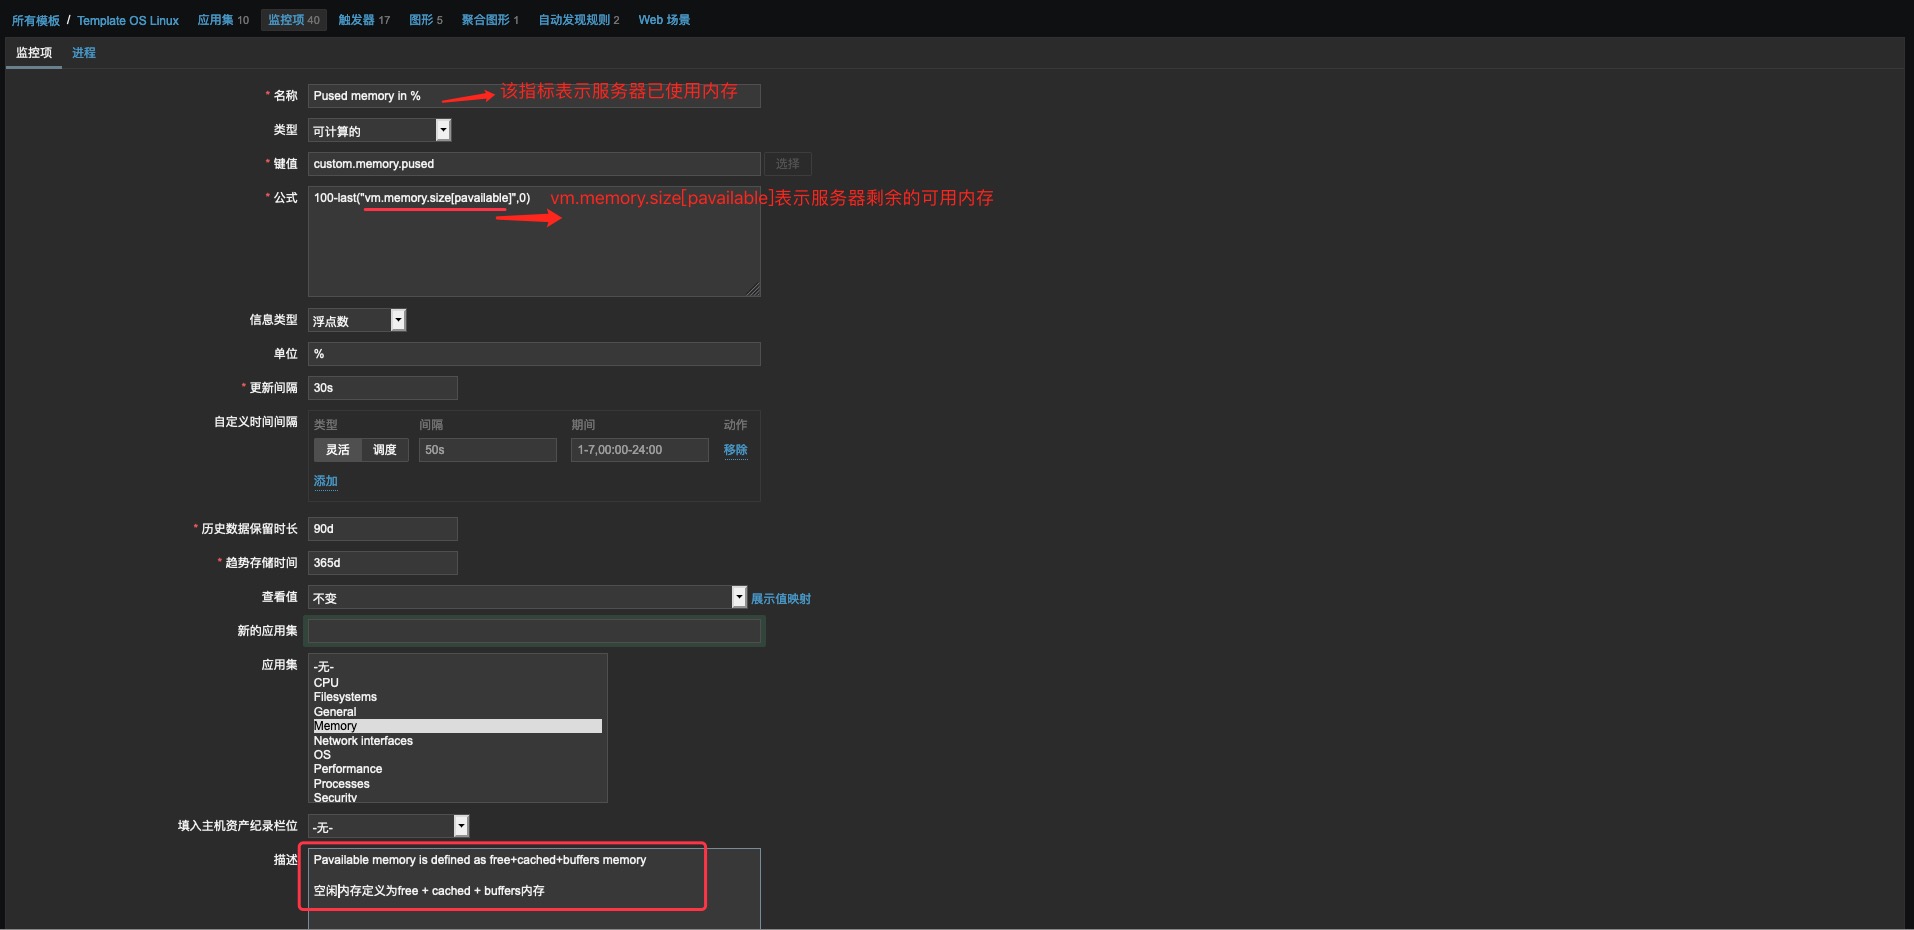 所有模板 / Template OS Linux 应用集 10 监控项 40 触发器 17 图形 5 聚合图形 1 自动发现规则 2 Web 场景
监控项 进程
* 名称 Pused memory in % 该指标表示服务器已使用内存
类型 可计算的
* 键值 custom.memory.pused 选择
* 公式 100-last("vm.memory.size[pavailable]",0) vm.memory.size[pavailable]表示服务器剩余的可用内存
信息类型 浮点数
单位 %
* 更新间隔 30s
自定义时间间隔 类型 间隔 期间 动作
灵活 调度 50s 1-7,00:00-24:00 移除
添加
* 历史数据保留时长 90d
* 趋势存储时间 365d
查看值 不变 展示值映射
新的应用集
应用集 -无-
CPU
Filesystems
General
Memory
Network interfaces
OS
Performance
Processes
Security
填入主机资产纪录栏位 -无-
描述 Pavailable memory is defined as free+cached+buffers memory
空闲内存定义为free + cached + buffers内存